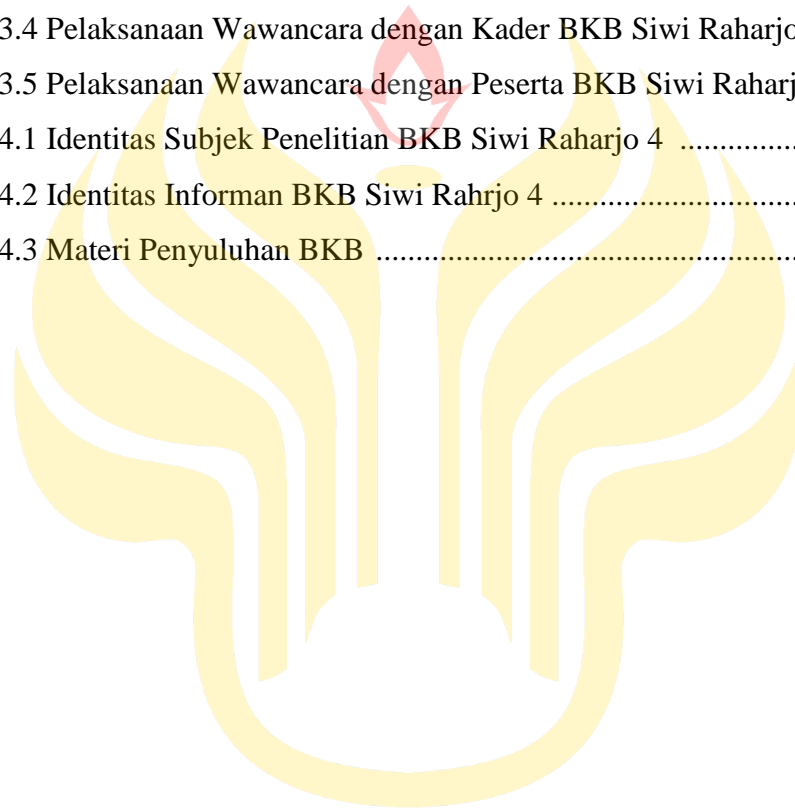 3.4 Pelaksanaan Wawancara dengan Kader BKB Siwi Raharjo
3.5 Pelaksanaan Wawancara dengan Peserta BKB Siwi Raharj
4.1 Identitas Subjek Penelitian BKB Siwi Raharjo 4 ................
4.2 Identitas Informan BKB Siwi Rahrjo 4 .................................
4.3 Materi Penyuluhan BKB .........................................................